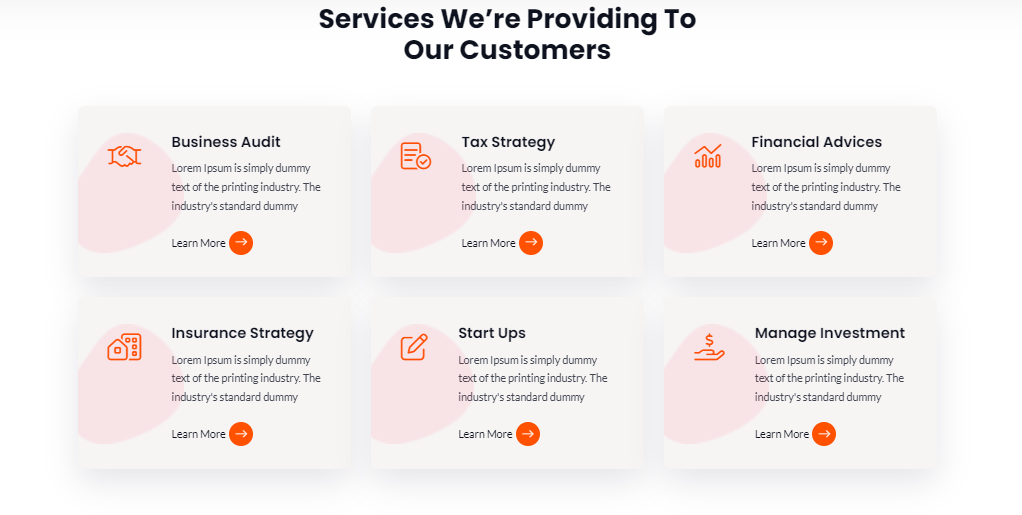 Services We’re Providing To
Our Customers
Business Audit
Lorem Ipsum is simply dummy
text of the printing industry. The
industry's standard dummy
Learn More
Tax Strategy
Lorem Ipsum is simply dummy
text of the printing industry. The
industry's standard dummy
Learn More
Financial Advices
Lorem Ipsum is simply dummy
text of the printing industry. The
industry's standard dummy
Learn More
Insurance Strategy
Lorem Ipsum is simply dummy
text of the printing industry. The
industry's standard dummy
Learn More
Start Ups
Lorem Ipsum is simply dummy
text of the printing industry. The
industry's standard dummy
Learn More
Manage Investment
Lorem Ipsum is simply dummy
text of the printing industry. The
industry's standard dummy
Learn More